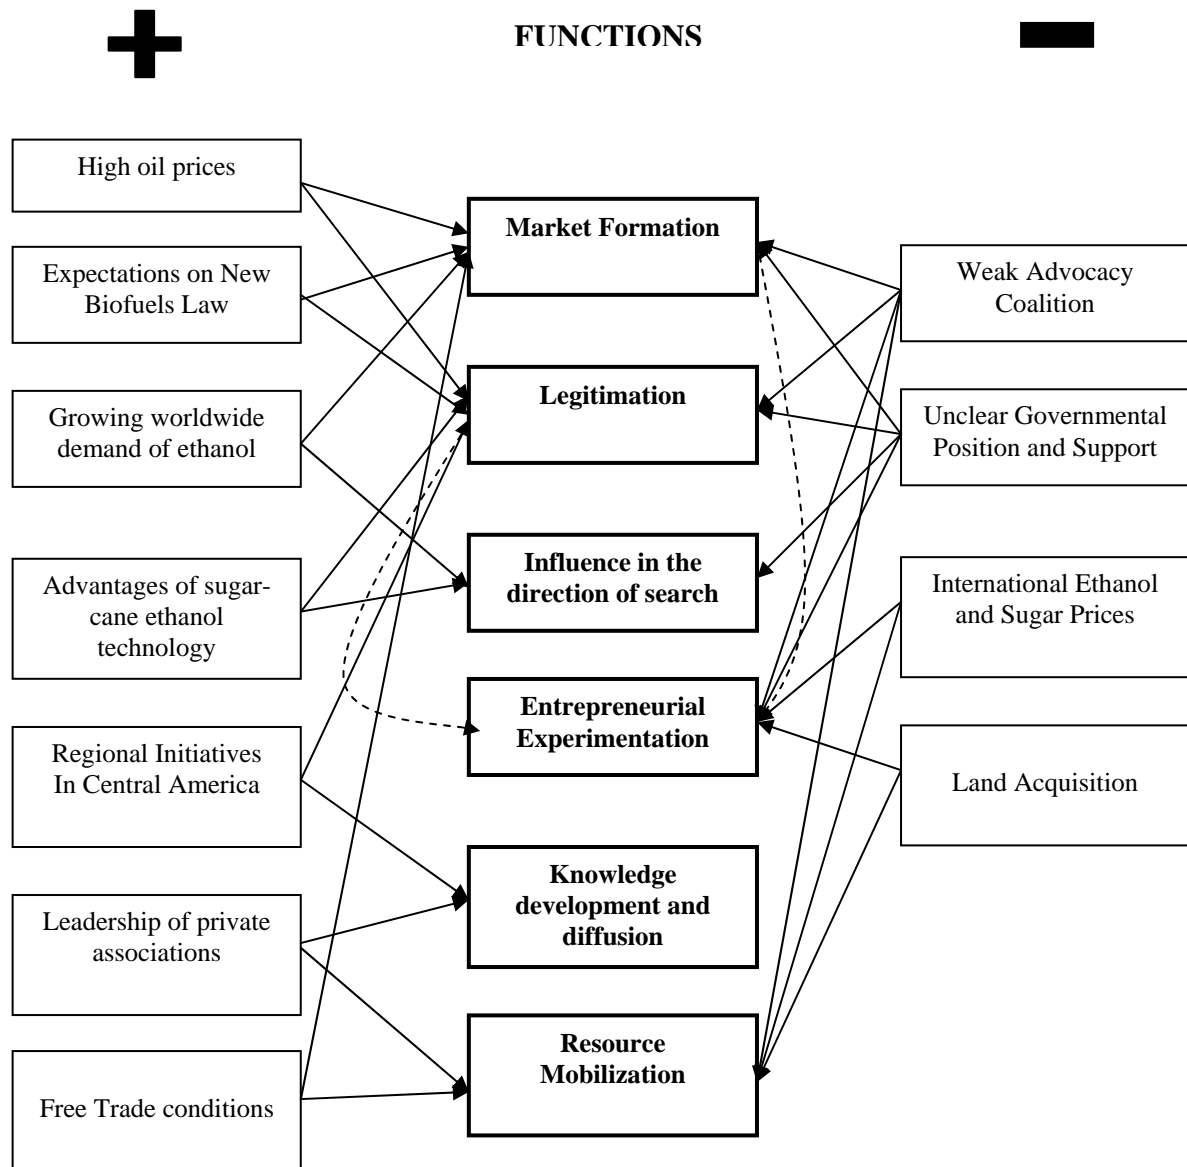 FUNCTIONS
High oil prices
Expectations on New
Biofuels Law
Growing worldwide
demand of ethanol
Advantages of sugar-
cane ethanol
technology
Regional Initiatives
In Central America
Leadership of private
associations
Free Trade conditions
Market Formation
Legitimation
Influence in the
direction of search
Entrepreneurial
Experimentation
Knowledge
development and
diffusion
Resource
Mobilization
Weak Advocacy
Coalition
Unclear Governmental
Position and Support
International Ethanol
and Sugar Prices
Land Acquisition